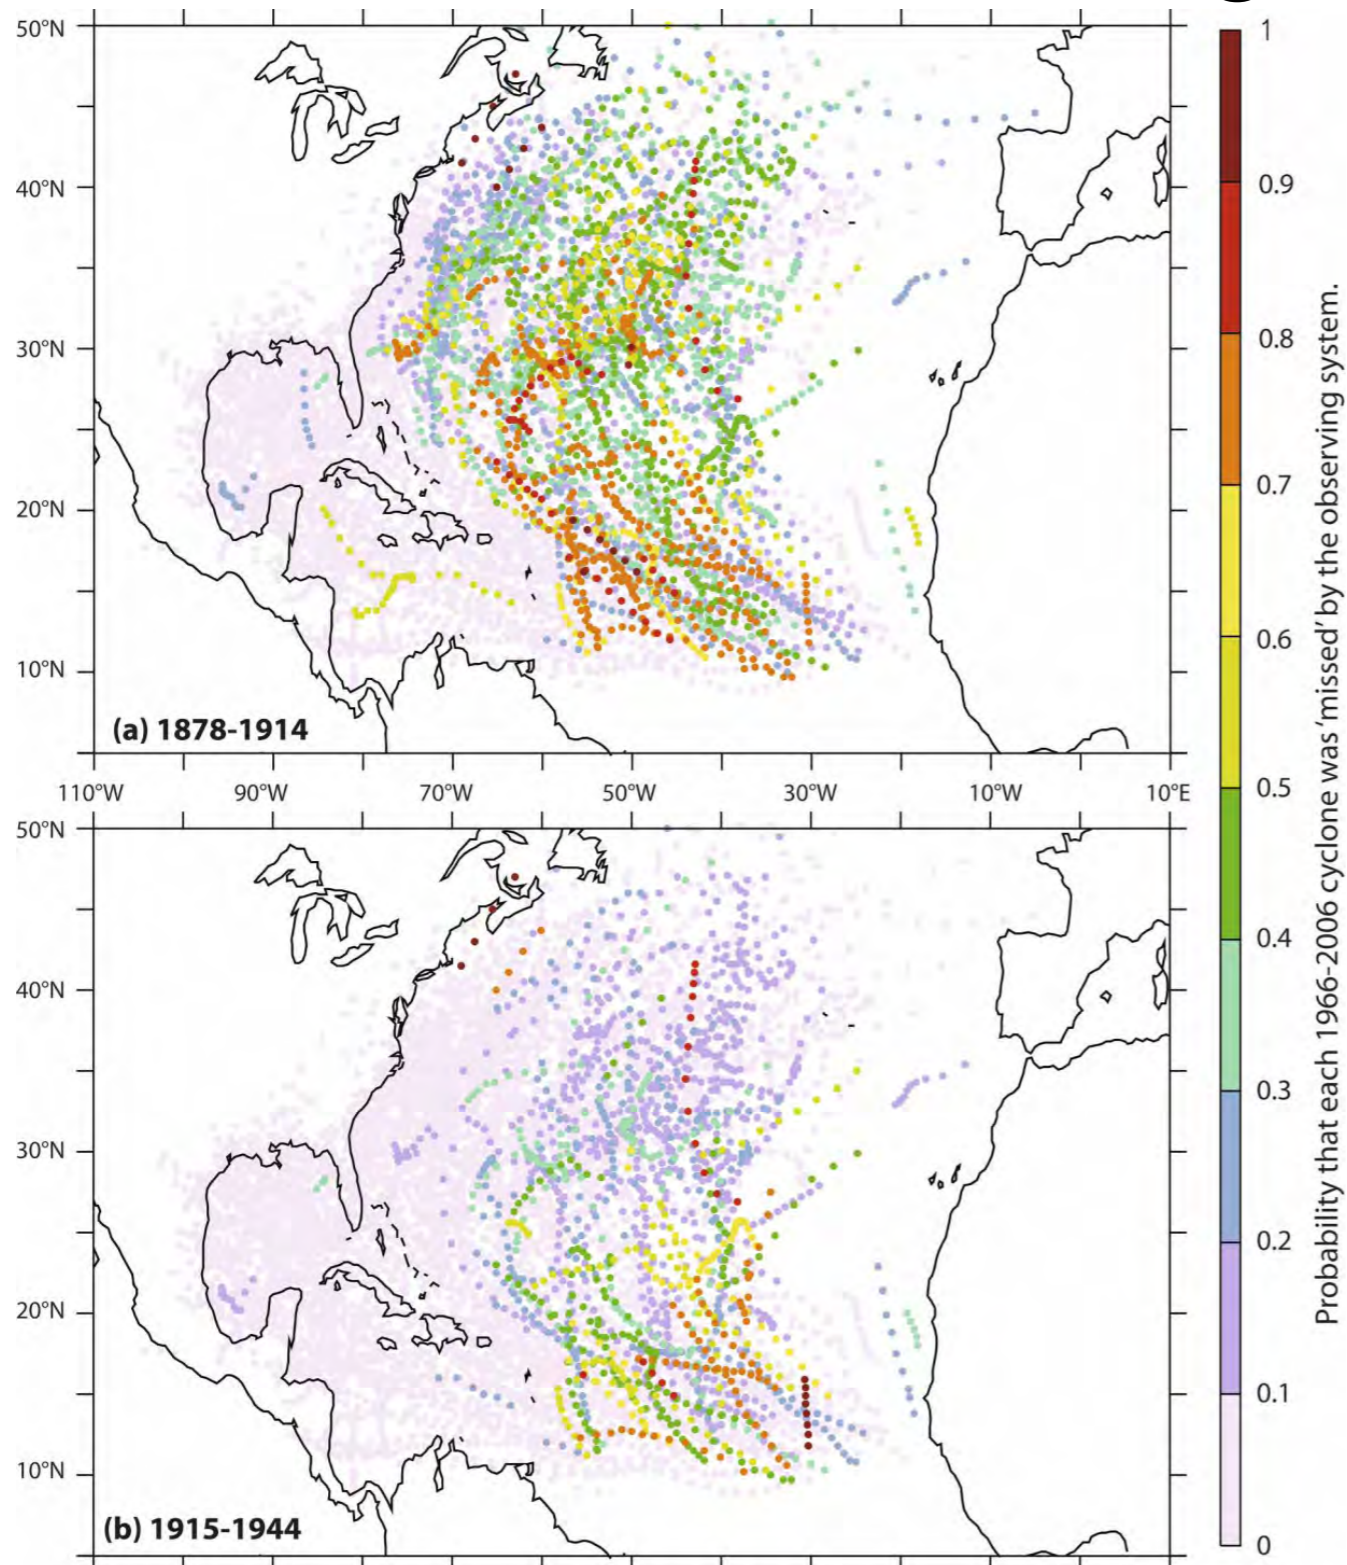 50°N
40°N
30°N
20°N
10°N
(a) 1878-1914
110°W 90°W 70°W 50°W 30°W 10°W 10°E
50°N
40°N
30°N
20°N
10°N
(b) 1915-1944
1
0.9
0.8
0.7
0.6
0.5
0.4
0.3
0.2
0.1
0
Probability that each 1966-2006 cyclone was 'missed' by the observing system.